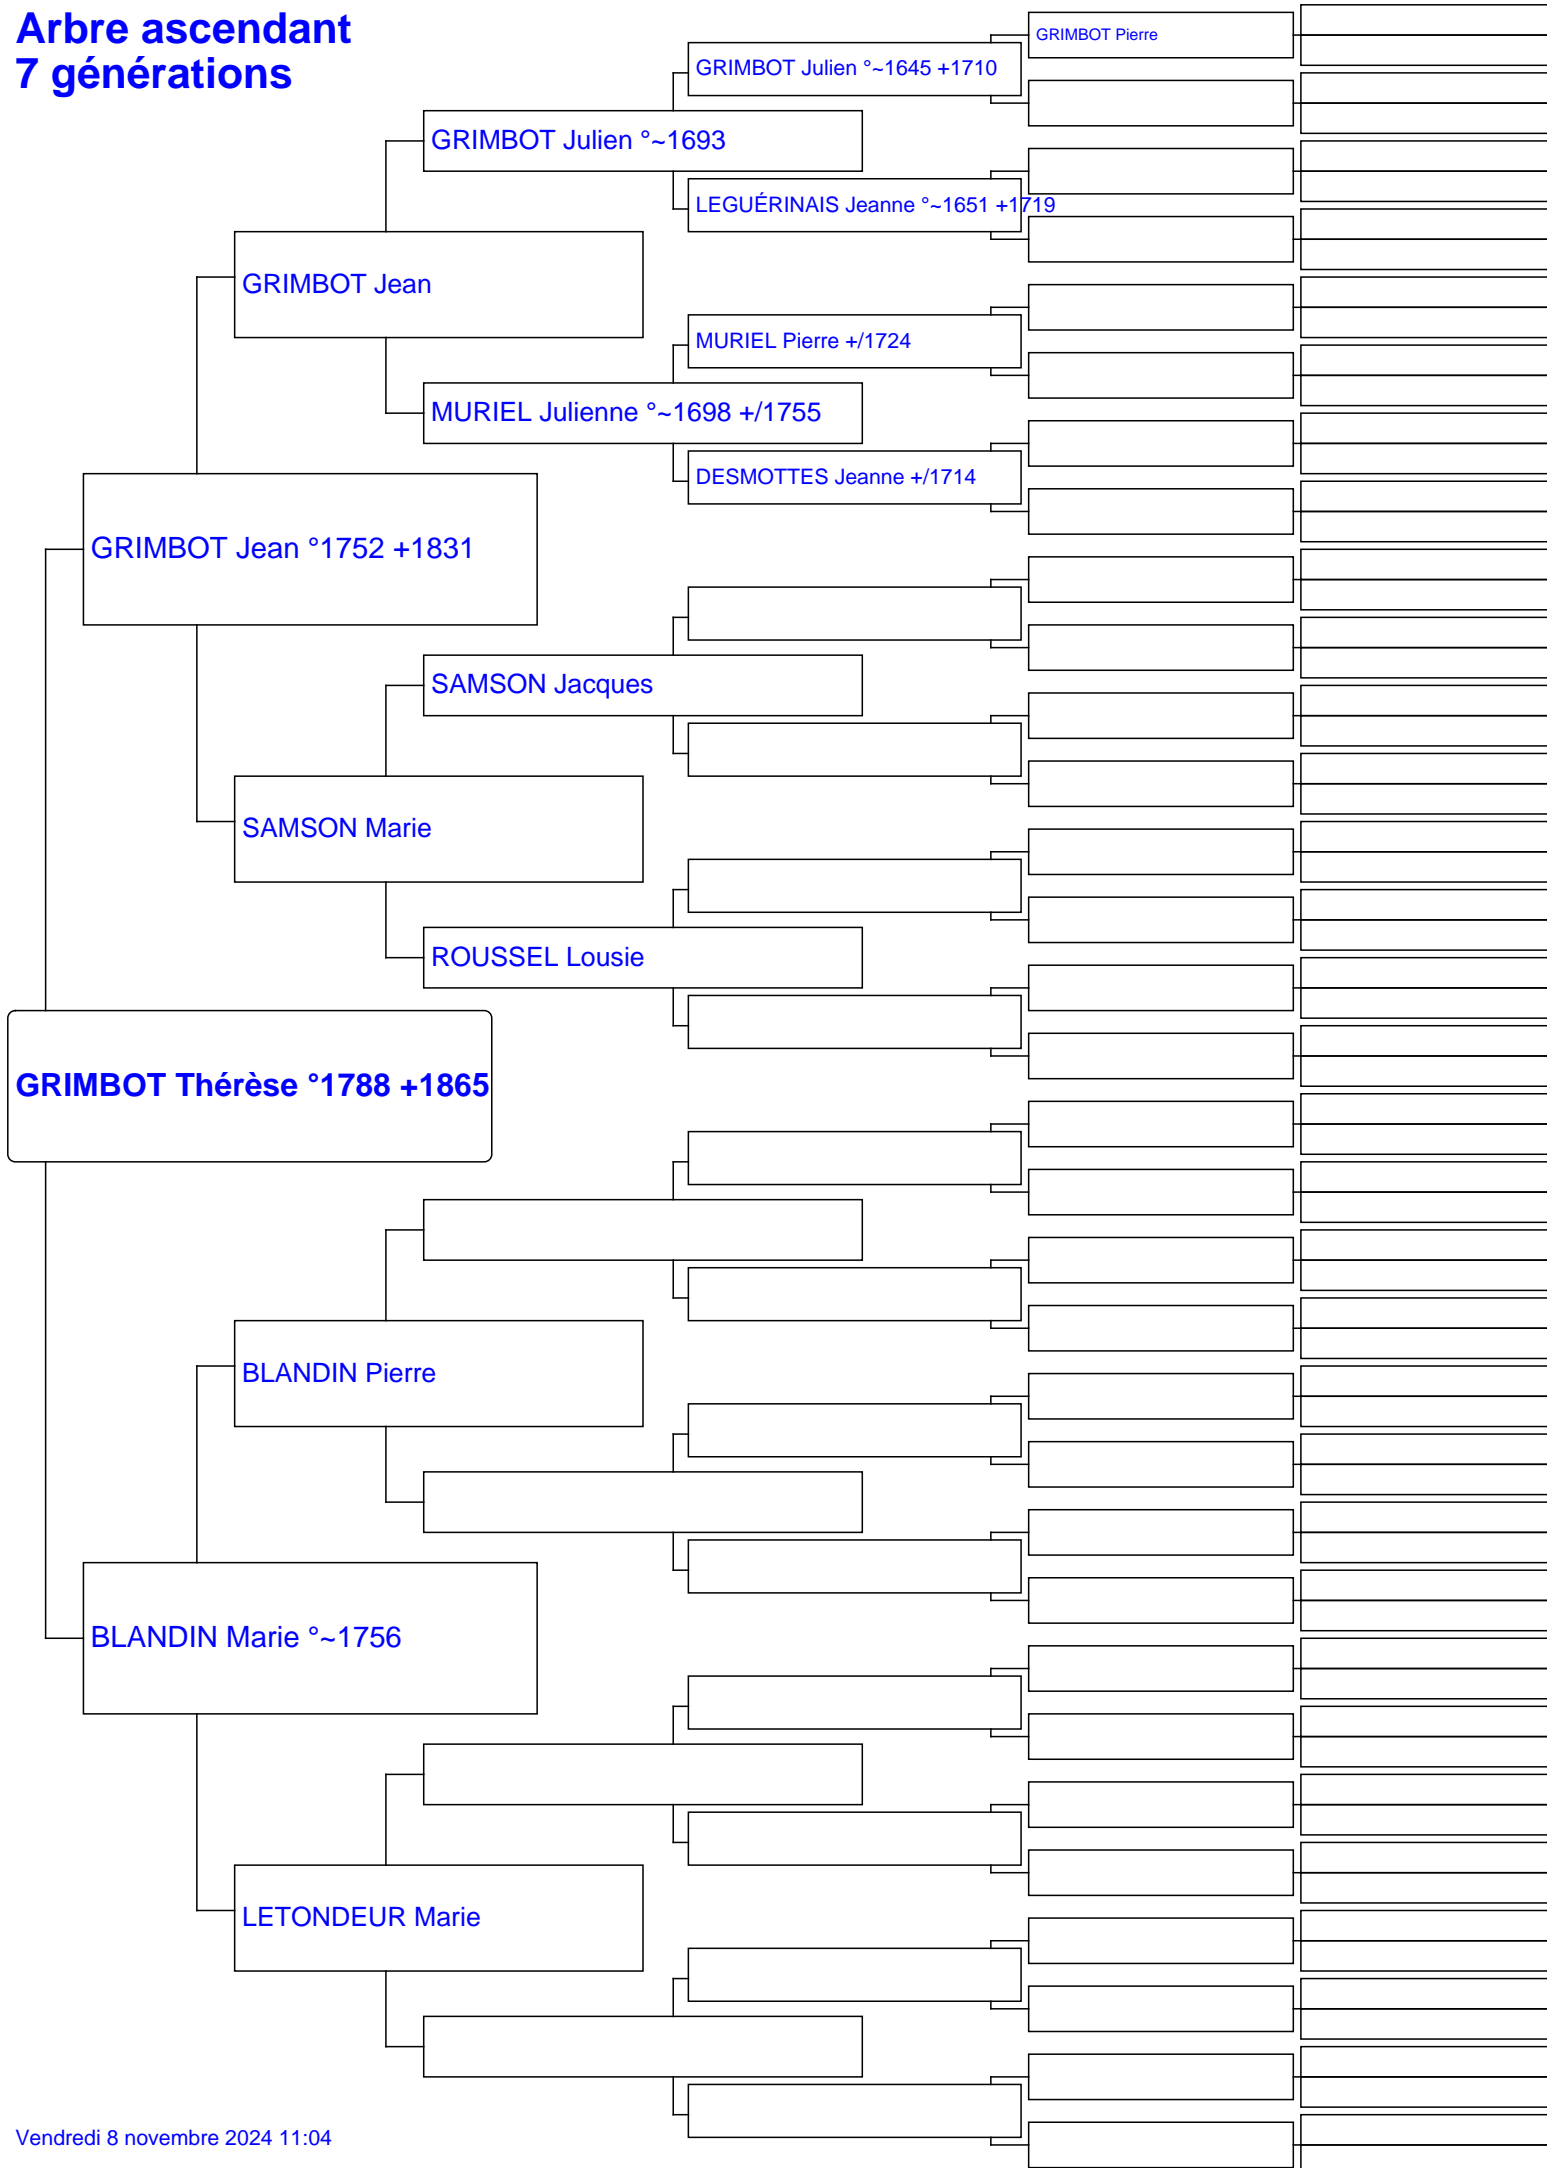 Arbre ascendant
7 générations
GRIMBOT Pierre
GRIMBOT Julien °~1645 +1710
GRIMBOT Julien °~1693
LEGUÉRINAIS Jeanne °~1651 +1719
GRIMBOT Jean
MURIEL Pierre +/1724
MURIEL Julienne °~1698 +/1755
DESMOTTES Jeanne +/1714
GRIMBOT Jean °1752 +1831
SAMSON Jacques
SAMSON Marie
ROUSSEL Lousie
GRIMBOT Thérèse °1788 +1865
BLANDIN Pierre
BLANDIN Marie °~1756
LETONDEUR Marie
Vendredi 8 novembre 2024 11:04